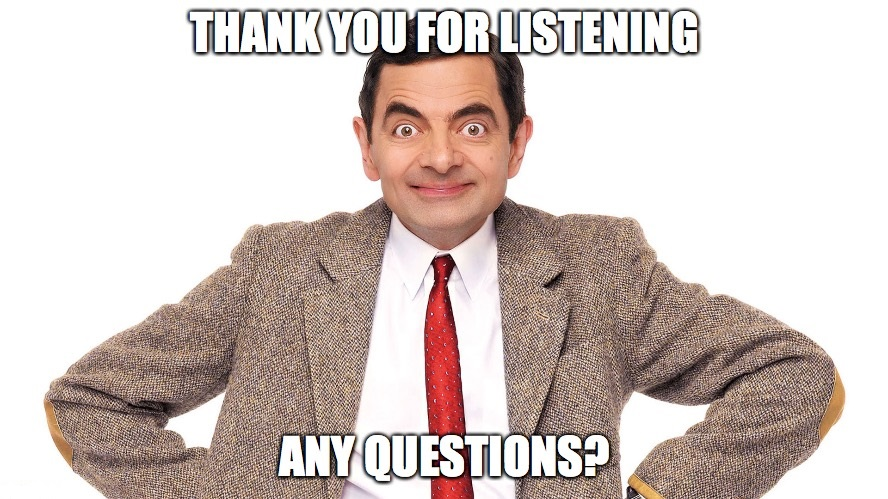 THANK YOU FOR LISTENING
ANY QUESTIONS?